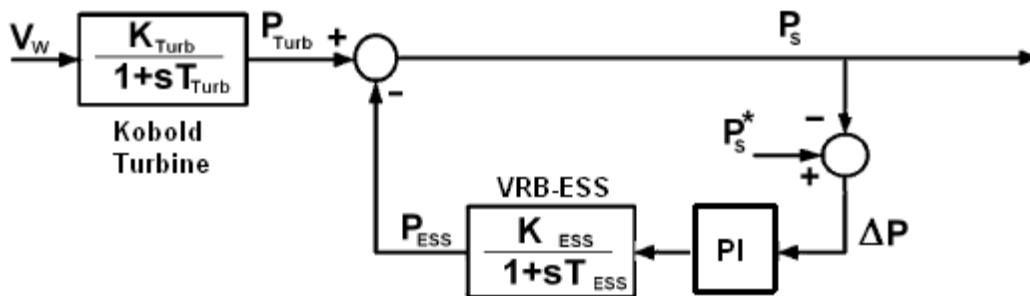 V_W
K_Turb
1+sT_Turb
P_Turb
+
-
P_S
Kobold
Turbine
-
P_S^*
+
VRB-ESS
P_ESS
K_ESS
1+sT_ESS
PI
ΔP